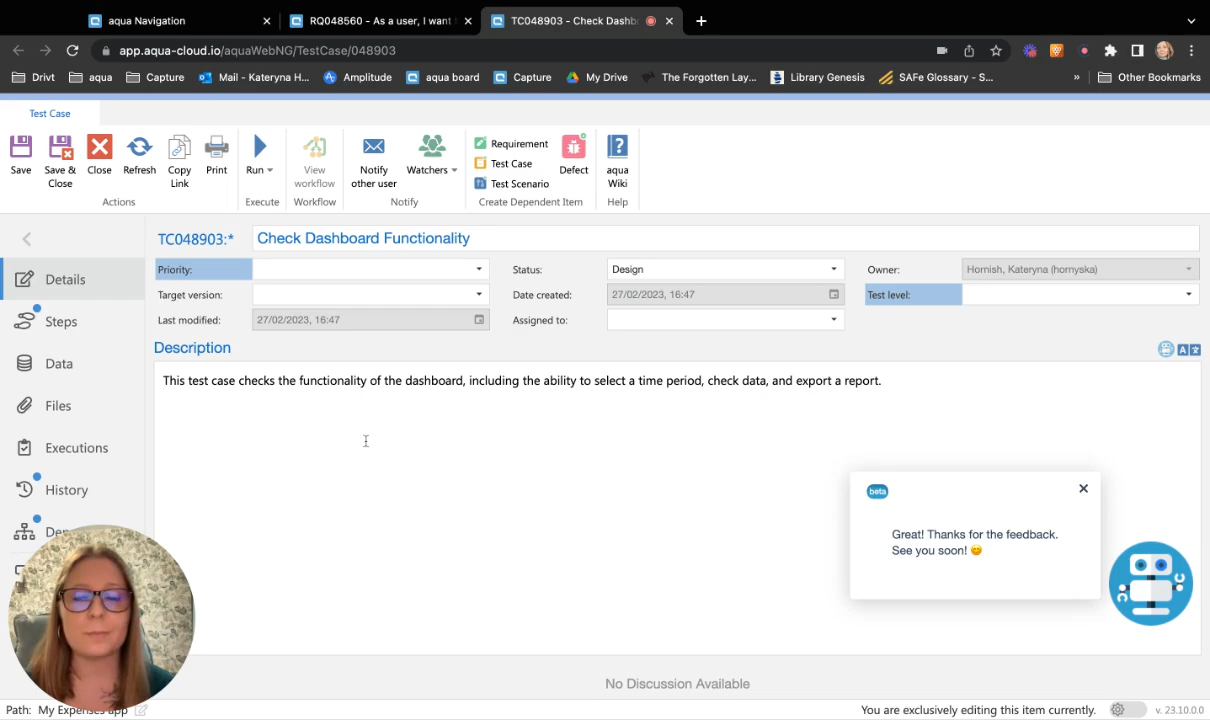 aqua Navigation
RQ048560 - As a user, I want
TC048903 - Check Dashb
app.aqua-cloud.io/aquaWebNG/TestCase/048903
Drivt
aqua
Capture
Mail - Kateryna H...
Amplitude
aqua board
Capture
My Drive
The Forgotten Lay...
Library Genesis
SAFe Glossary – S...
»
Other Bookmarks
Test Case
Save
Save & Close
Close
Refresh
Copy Link
Print
Run
View workflow
Notify other user
Watchers
Requirement
Test Case
Test Scenario
Defect
aqua Wiki
Actions
Execute
Workflow
Notify
Create Dependent Item
Help
TC048903:*
Check Dashboard Functionality
Priority:
Status:
Design
Owner:
Hornish, Kateryna (hornyska)
Target version:
Date created:
27/02/2023, 16:47
Test level:
Last modified:
27/02/2023, 16:47
Assigned to:
Details
Steps
Data
Files
Executions
History
Description
This test case checks the functionality of the dashboard, including the ability to select a time period, check data, and export a report.
beta
Great! Thanks for the feedback.
See you soon! 😊
No Discussion Available
Path: My Expenses app
You are exclusively editing this item currently.
v. 23.10.0.0